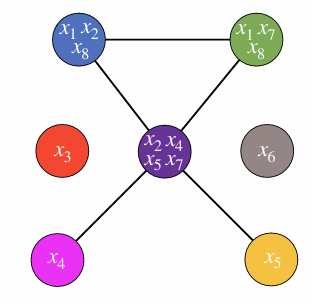 x₁ x₂
x₈
x₁ x₇
x₈
x₃
x₂ x₄
x₅ x₇
x₆
x₄
x₅